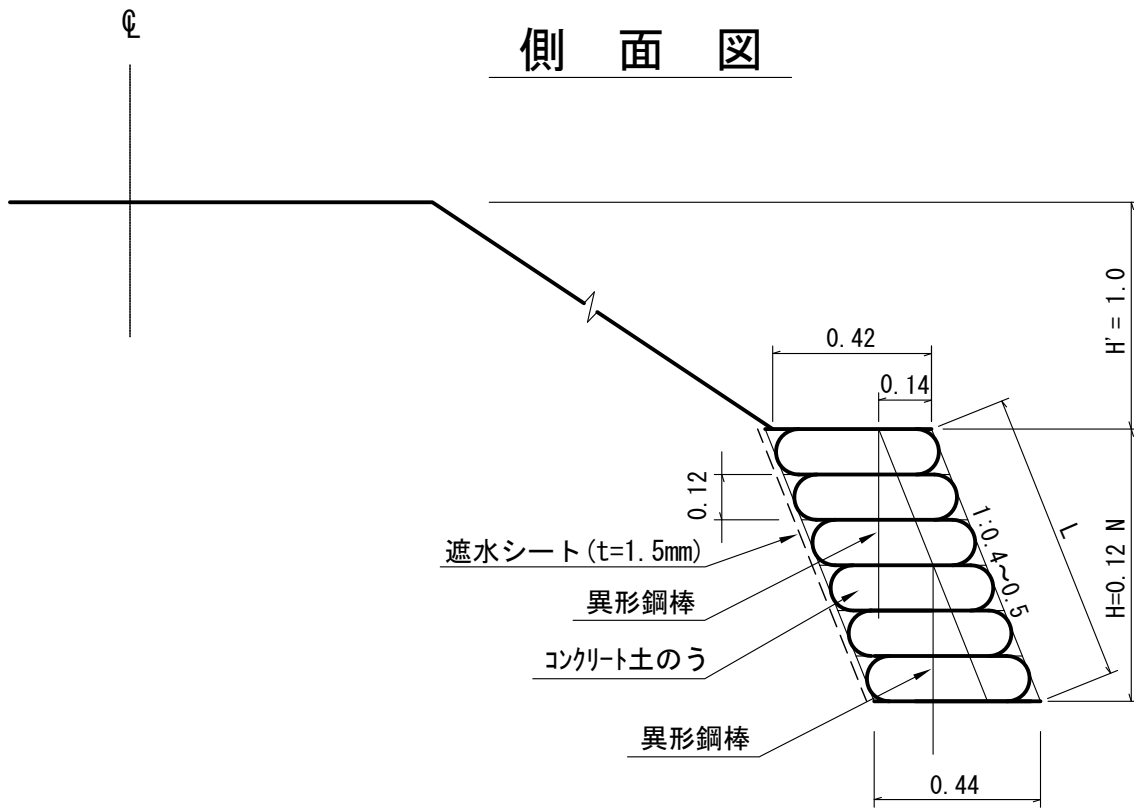 ℄
側 面 図
H' = 1.0
0.42
0.14
0.12
1:0.4~0.5
L
H=0.12 N
遮水シート(t=1.5mm)
異形鋼棒
コンクリート土のう
異形鋼棒
0.44